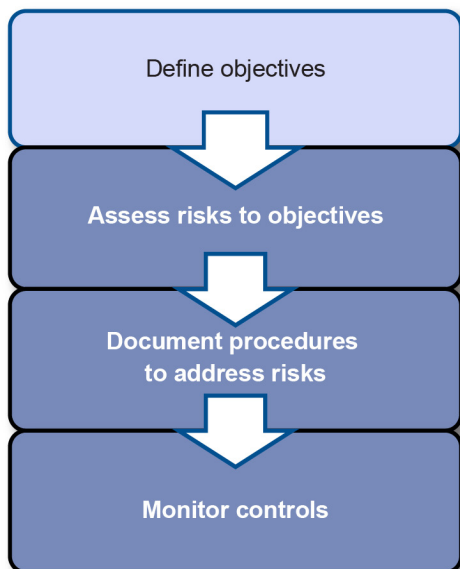 Define objectives
Assess risks to objectives
Document procedures
to address risks
Monitor controls